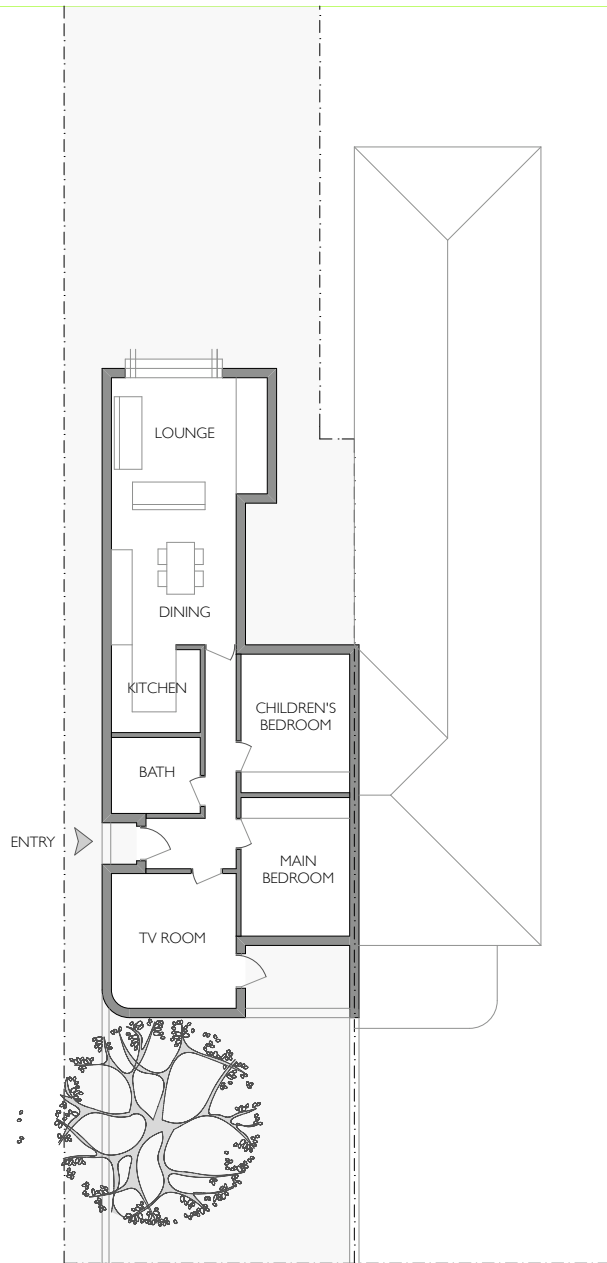 LOUNGE
DINING
KITCHEN
CHILDREN'S
BEDROOM
BATH
ENTRY
MAIN
BEDROOM
TV ROOM